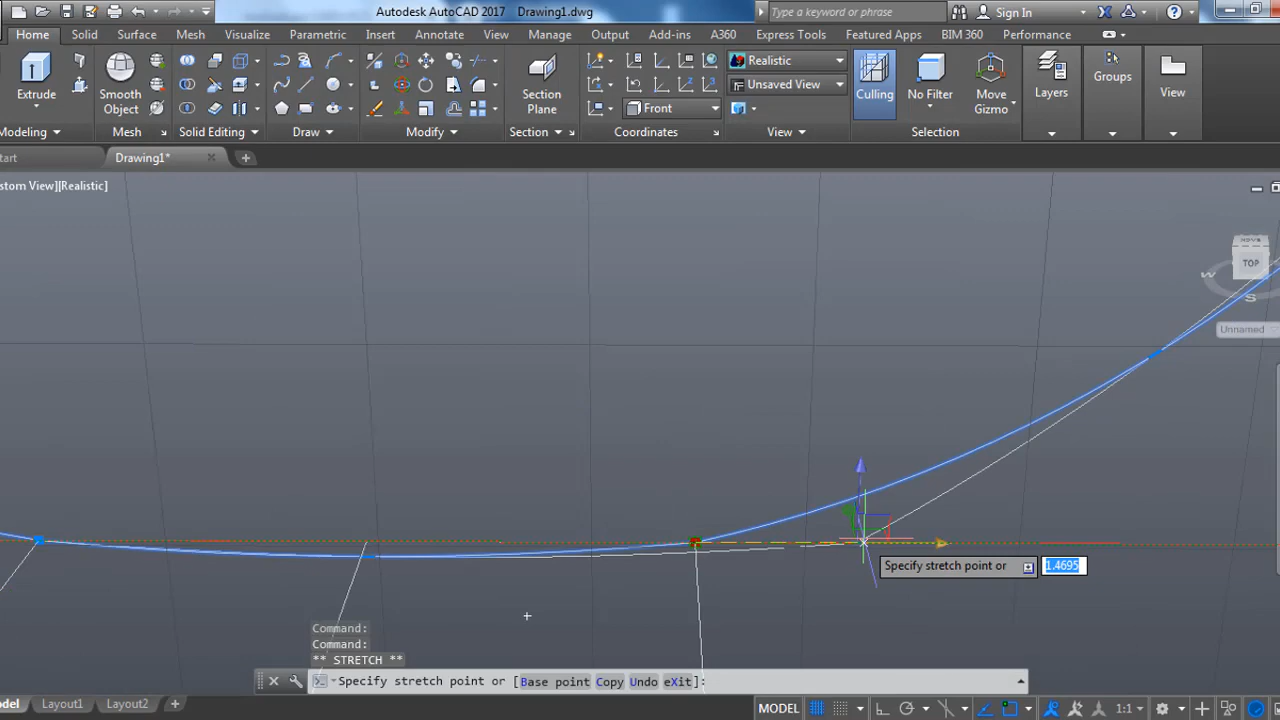 Autodesk AutoCAD 2017 Drawing1.dwg
Type a keyword or phrase
Sign In
Home Solid Surface Mesh Visualize Parametric Insert Annotate View Manage Output Add-ins A360 Express Tools Featured Apps BIM 360 Performance
Extrude
Smooth
Object
Section
Plane
Front
Realistic
Unsaved View
Culling
No Filter
Move
Gizmo
Layers
Groups
View
Modeling Mesh Solid Editing Draw Modify Section Coordinates View Selection
tart Drawing1*
stom View][Realistic]
TOP
W
S
Unnamed
Specify stretch point or 1.4695
Command:
Command:
** STRETCH **
Specify stretch point or [Base point Copy Undo eXit]:
odel Layout1 Layout2
MODEL
1:1